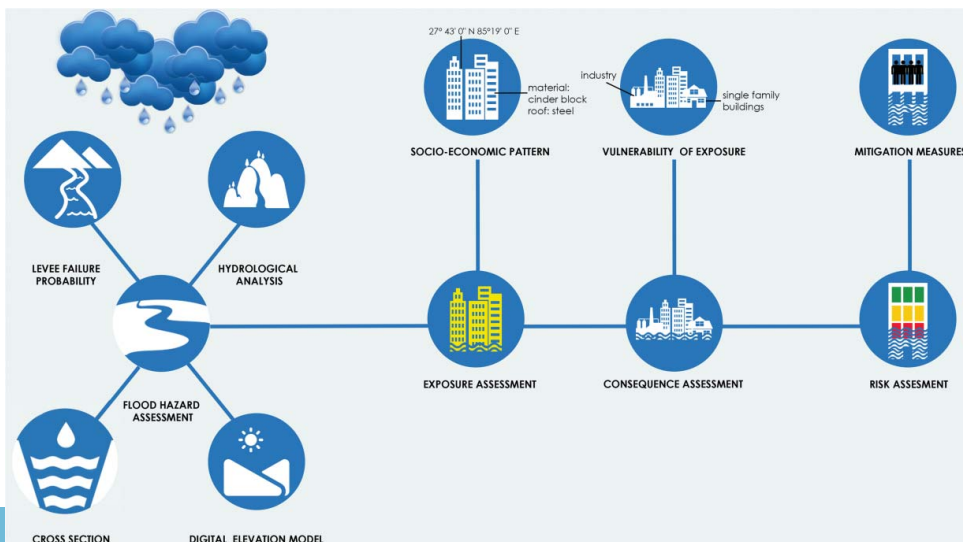 27° 43' 0" N 85°19' 0" E
material:
cinder block
roof: steel
industry
single family
buildings
SOCIO-ECONOMIC PATTERN
VULNERABILITY OF EXPOSURE
MITIGATION MEASURES
LEVEE FAILURE
PROBABILITY
HYDROLOGICAL
ANALYSIS
FLOOD HAZARD
ASSESSMENT
EXPOSURE ASSESSMENT
CONSEQUENCE ASSESSMENT
RISK ASSESMENT
CROSS SECTION
DIGITAL ELEVATION MODEL